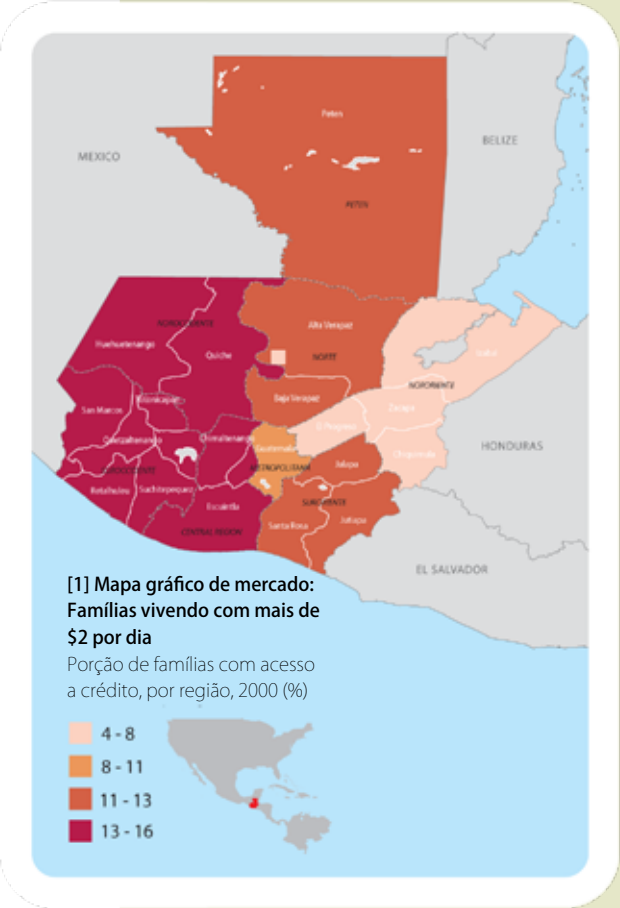 Peten
MEXICO
BELIZE
PETEN
NOROCCIDENTE
Alta Verapaz
Huehuetenango
Quiche
NORTE
Izabal
NORORIENTE
Baja Verapaz
Zacapa
San Marcos
Totonicapan
El Progreso
Quetzaltenango
Chimaltenango
Guatemala
Chiquimula
HONDURAS
METROPOLITANA
Jalapa
SUROCCIDENTE
Retalhuleu
Suchitepequez
Escuintla
SURORIENTE
Santa Rosa
Jutiapa
CENTRAL REGION
EL SALVADOR
[1] Mapa gráfico de mercado:
Famílias vivendo com mais de
$2 por dia
Porção de famílias com acesso
a crédito, por região, 2000 (%)
4 - 8
8 - 11
11 - 13
13 - 16